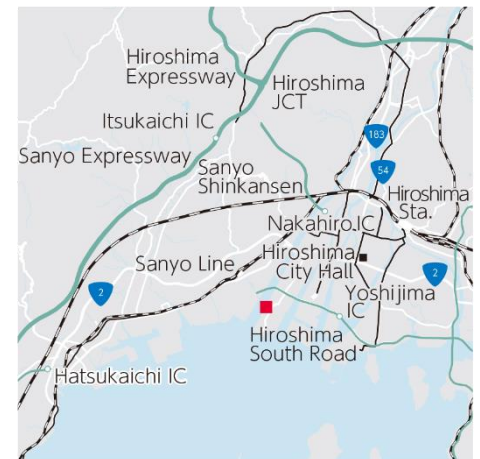 Hiroshima
Expressway
Hiroshima
JCT
Itsukaichi IC
183
Sanyo Expressway
Sanyo
Shinkansen
54
Hiroshima
Sta.
Nakahiro IC
Hiroshima
City Hall
Sanyo Line
2
2
Yoshijima
IC
Hiroshima
South Road
Hatsukaichi IC